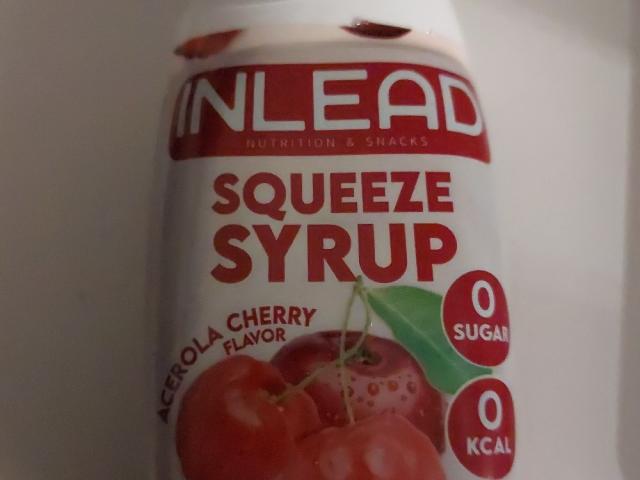 INLEAD
NUTRITION & SNACKS
SQUEEZE
SYRUP
ACEROLA CHERRY
FLAVOR
0
SUGAR
0
KCAL